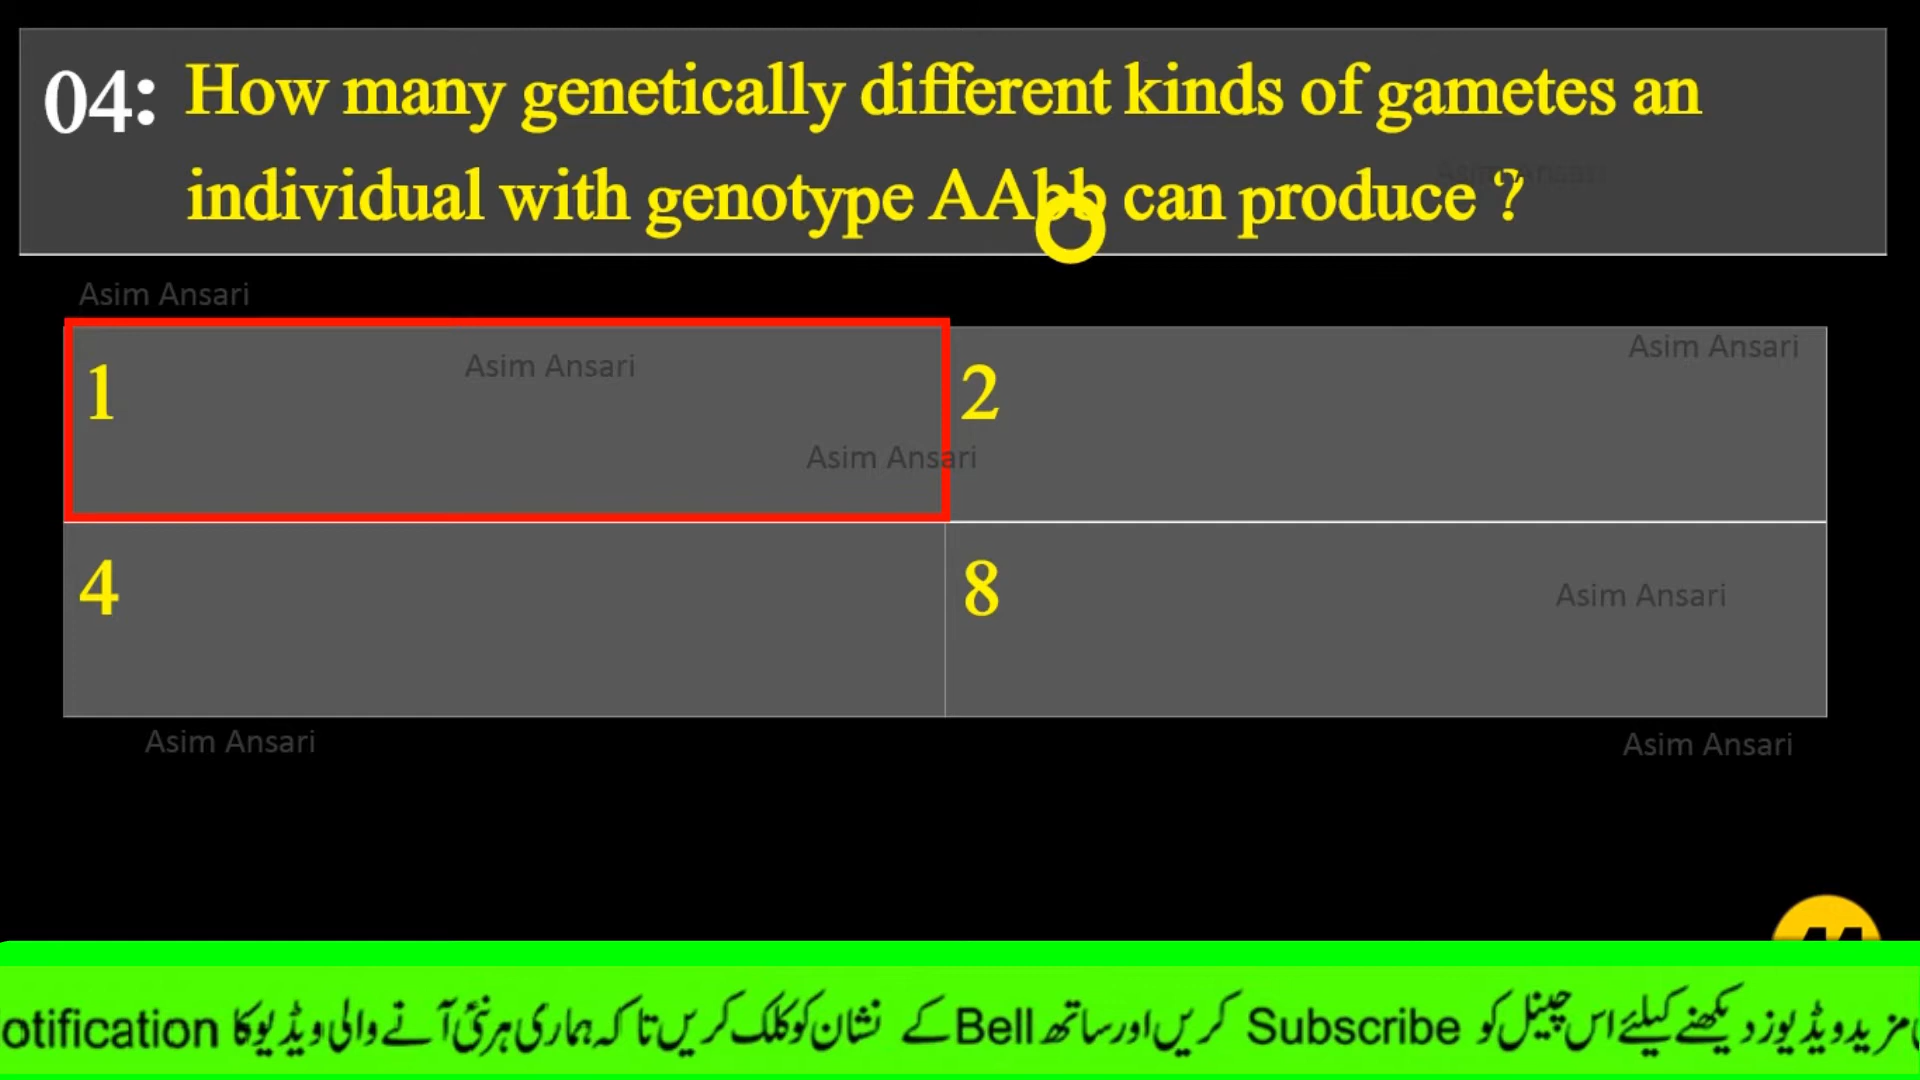 04: How many genetically different kinds of gametes an
individual with genotype AAbb can produce ?
Asim Ansari
Asim Ansari
1
Asim Ansari
2
Asim Ansari
Asim Ansari
4
8
Asim Ansari
Asim Ansari
Asim Ansari
مزید ویڈیوز دیکھنے کیلئے اس چینل کو Subscribe کریں اور ساتھ Bell کے نشان کو کلک کریں تا کہ ہماری ہر نئی آنے والی ویڈیو کا otification